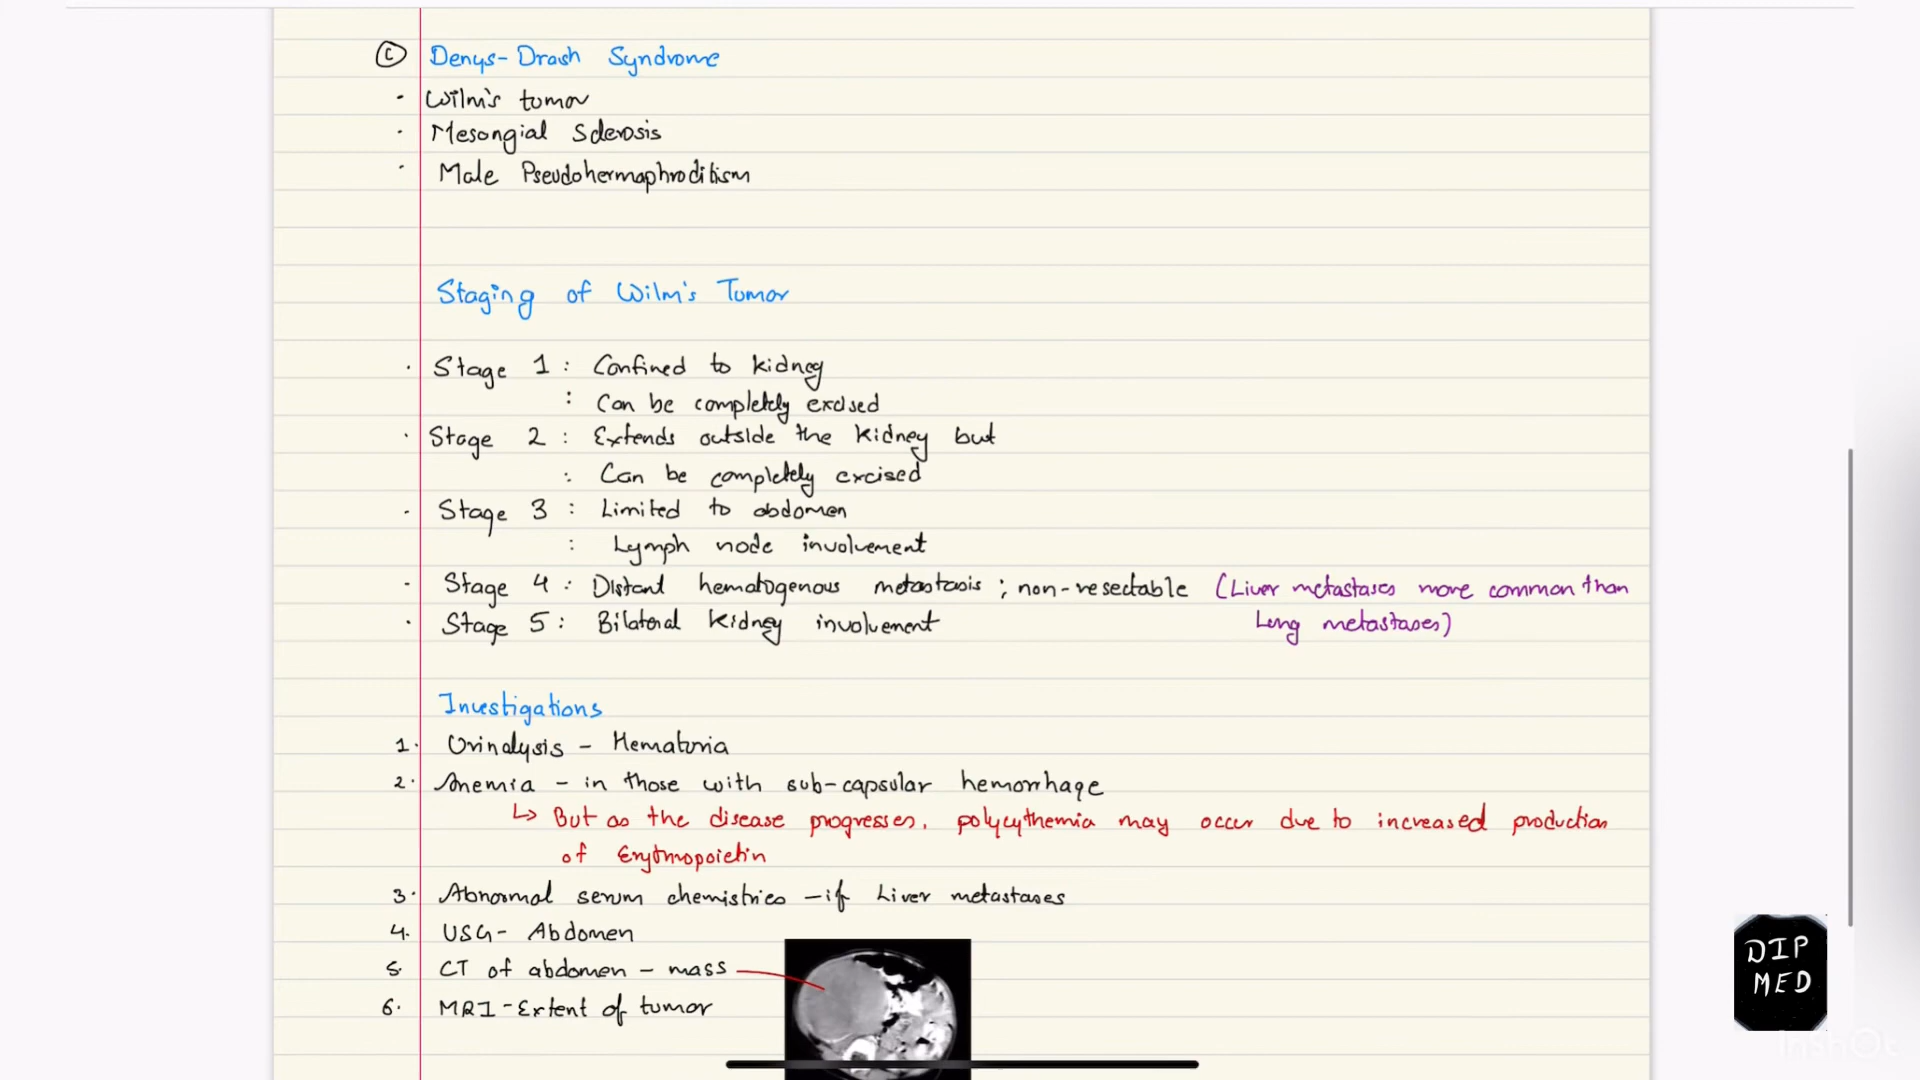 C Denys-Drash Syndrome
· Wilm's tumor
· Mesangial Sclerosis
· Male Pseudohermaphroditism
Staging of Wilm's Tumor
· Stage 1 : Confined to kidney
: Can be completely excised
· Stage 2 : Extends outside the kidney but
: Can be completely excised
· Stage 3 : Limited to abdomen
: Lymph node involvement
· Stage 4 : Distant hematogenous metastasis ; non-resectable (Liver metastases more common than
Lung metastases)
· Stage 5 : Bilateral kidney involvement
Investigations
1. Urinalysis - Hematuria
2. Anemia - in those with sub-capsular hemorrhage
↳ But as the disease progresses, polycythemia may occur due to increased production
of Erythropoietin
3. Abnormal serum chemistries - if Liver metastases
4. USG - Abdomen
5. CT of abdomen - mass
6. MRI - Extent of tumor
DIP
MED
InShOt